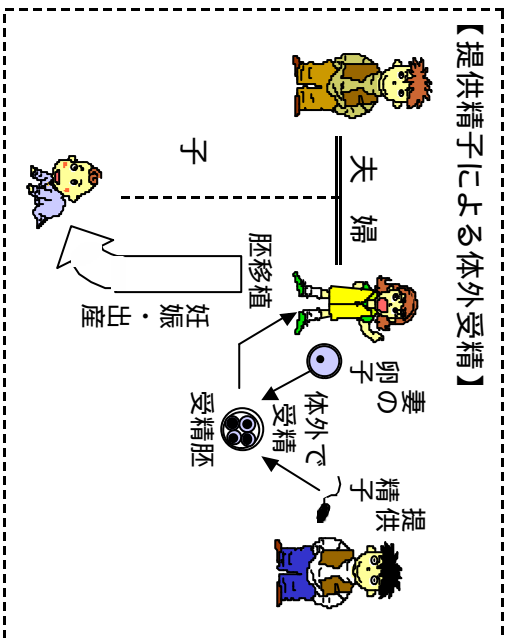 【提供精子による体外受精】
夫 婦
子
胚移植
妊娠・出
産
妻の
卵
子
体外で
受精
受精胚
提供
精
子